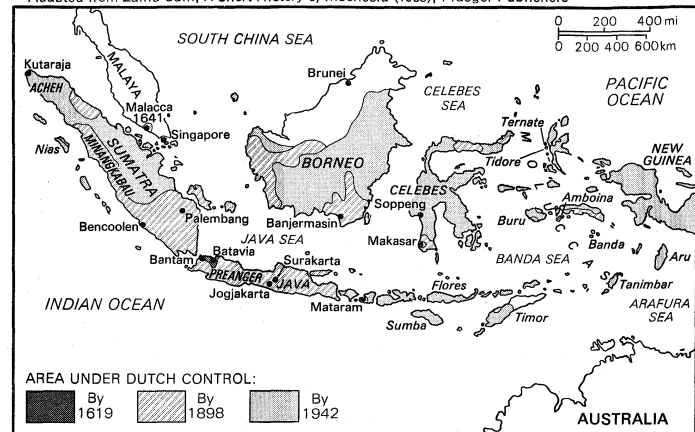 0 200 400 mi
0 200 400 600km
SOUTH CHINA SEA
MALAYA
Kutaraja
ACHEH
Malacca
1641
Singapore
Brunei
CELEBES
SEA
PACIFIC
OCEAN
Ternate
Tidore
NEW
GUINEA
Nias
SUMATRA
MINANGKABAU
BORNEO
CELEBES
Soppeng
MOLUCCAS
Amboina
Buru
Bencoolen
Palembang
Banjermasin
JAVA SEA
Makasar
Banda
BANDA SEA
Aru
Bantam
Batavia
Surakarta
PREANGER
JAVA
Jogjakarta
Mataram
Flores
Tanimbar
INDIAN OCEAN
Sumba
Timor
ARAFURA
SEA
AREA UNDER DUTCH CONTROL:
By
1619
By
1898
By
1942
AUSTRALIA